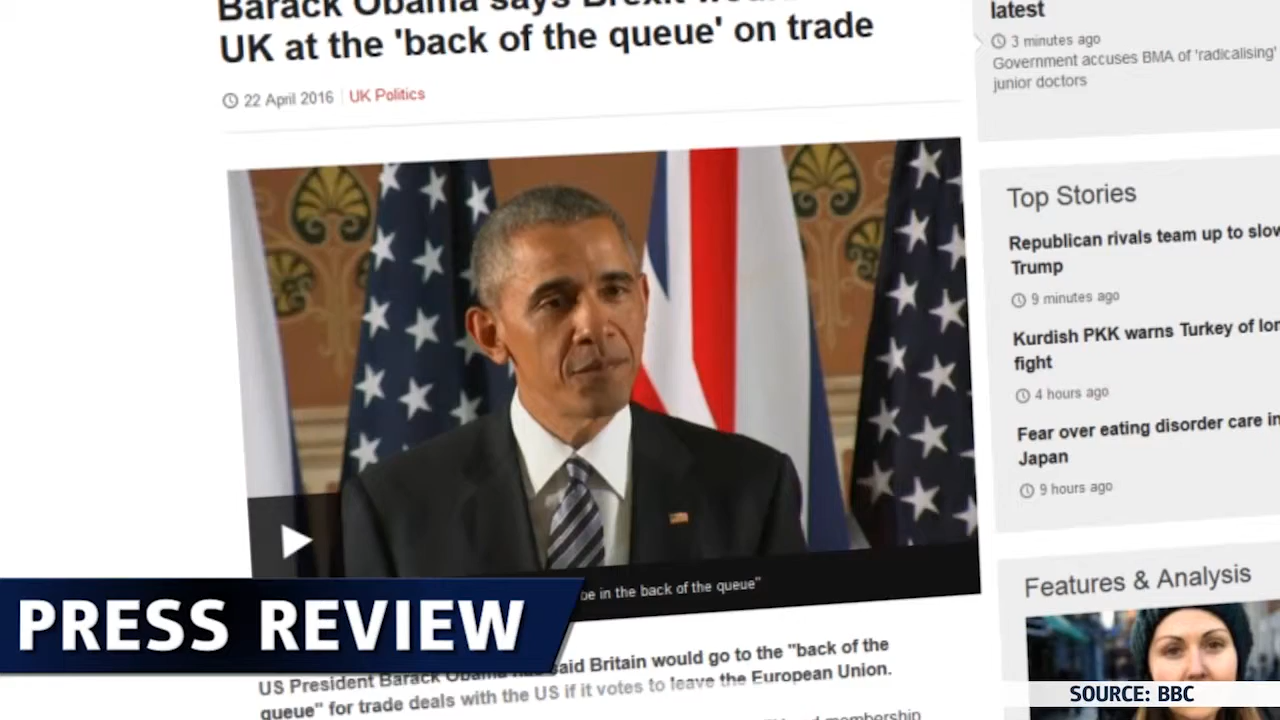 Barack Obama says Brexit
UK at the 'back of the queue' on trade
22 April 2016 UK Politics
be in the back of the queue"
US President Barack Obama has said Britain would go to the "back of the
queue" for trade deals with the US if it votes to leave the European Union.
membership
latest
3 minutes ago
Government accuses BMA of 'radicalising'
junior doctors
Top Stories
Republican rivals team up to slow
Trump
9 minutes ago
Kurdish PKK warns Turkey of
fight
4 hours ago
Fear over eating disorder care in
Japan
9 hours ago
Features & Analysis
PRESS REVIEW
SOURCE: BBC